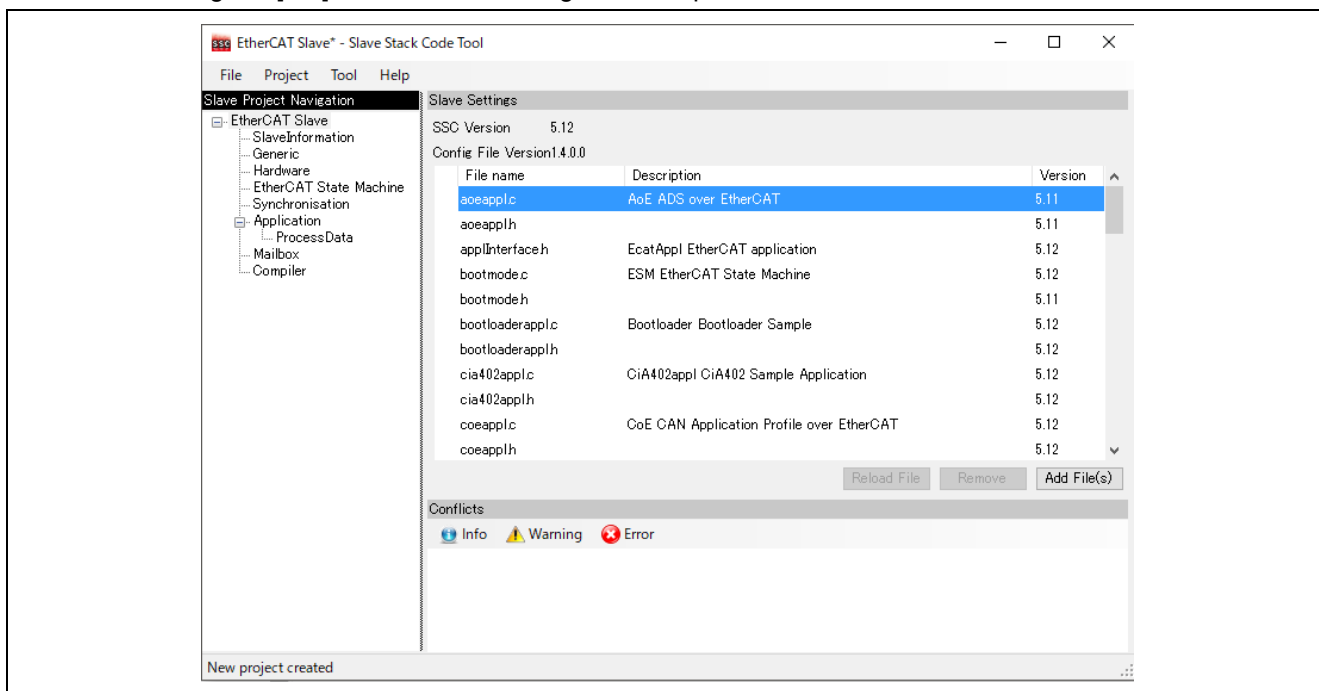 EtherCAT Slave* - Slave Stack Code Tool
File Project Tool Help
Slave Project Navigation
EtherCAT Slave
SlaveInformation
Generic
Hardware
EtherCAT State Machine
Synchronisation
Application
ProcessData
Mailbox
Compiler
Slave Settings
SSC Version 5.12
Config File Version1.4.0.0
File name Description Version
aoeappl.c AoE ADS over EtherCAT 5.11
aoeappl.h 5.11
applInterface.h EcatAppl EtherCAT application 5.12
bootmode.c ESM EtherCAT State Machine 5.12
bootmode.h 5.11
bootloaderappl.c Bootloader Bootloader Sample 5.12
bootloaderappl.h 5.12
cia402appl.c CiA402appl CiA402 Sample Application 5.12
cia402appl.h 5.12
coeappl.c CoE CAN Application Profile over EtherCAT 5.12
coeappl.h 5.12
Reload File Remove Add File(s)
Conflicts
Info Warning Error
New project created